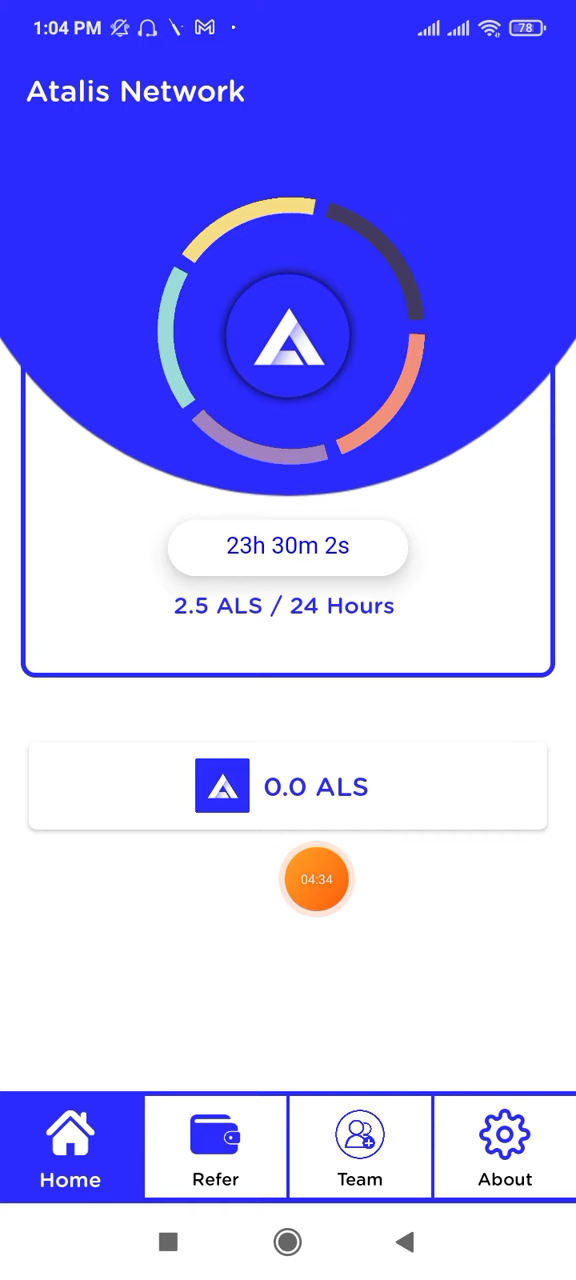 1:04 PM
78
Atalis Network
23h 30m 2s
2.5 ALS / 24 Hours
0.0 ALS
04:34
Home
Refer
Team
About